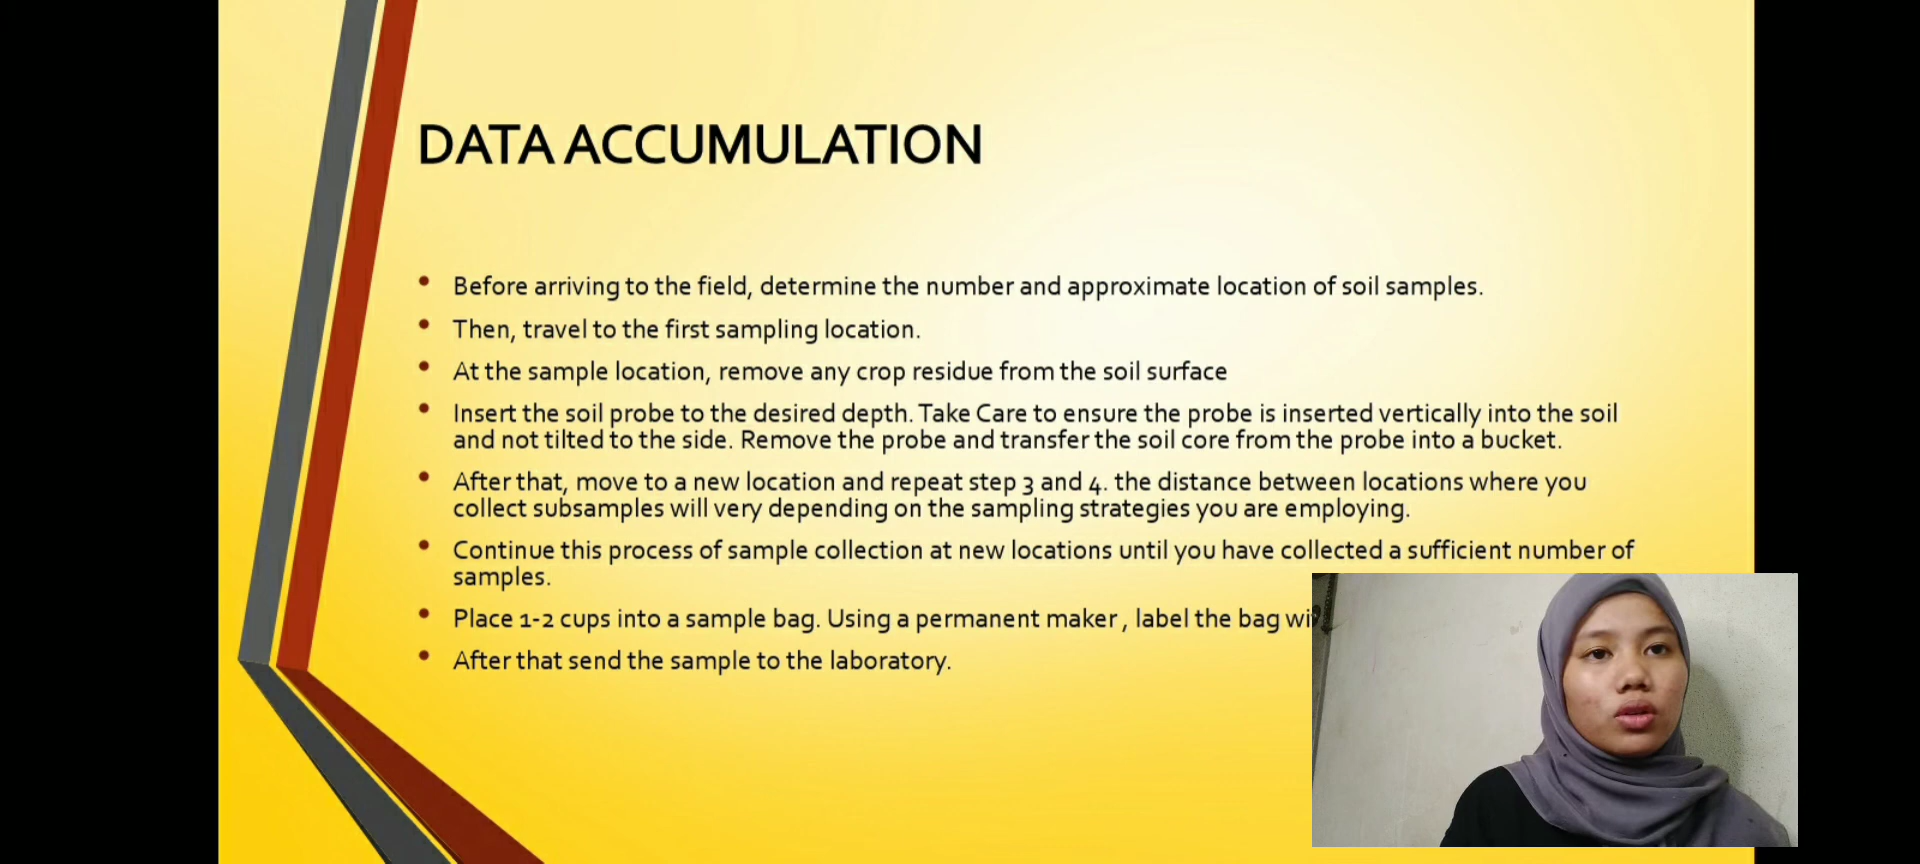 DATA ACCUMULATION
• Before arriving to the field, determine the number and approximate location of soil samples.
• Then, travel to the first sampling location.
• At the sample location, remove any crop residue from the soil surface
• Insert the soil probe to the desired depth. Take Care to ensure the probe is inserted vertically into the soil
and not tilted to the side. Remove the probe and transfer the soil core from the probe into a bucket.
• After that, move to a new location and repeat step 3 and 4. the distance between locations where you
collect subsamples will very depending on the sampling strategies you are employing.
• Continue this process of sample collection at new locations until you have collected a sufficient number of
samples.
• Place 1-2 cups into a sample bag. Using a permanent maker , label the bag
• After that send the sample to the laboratory.